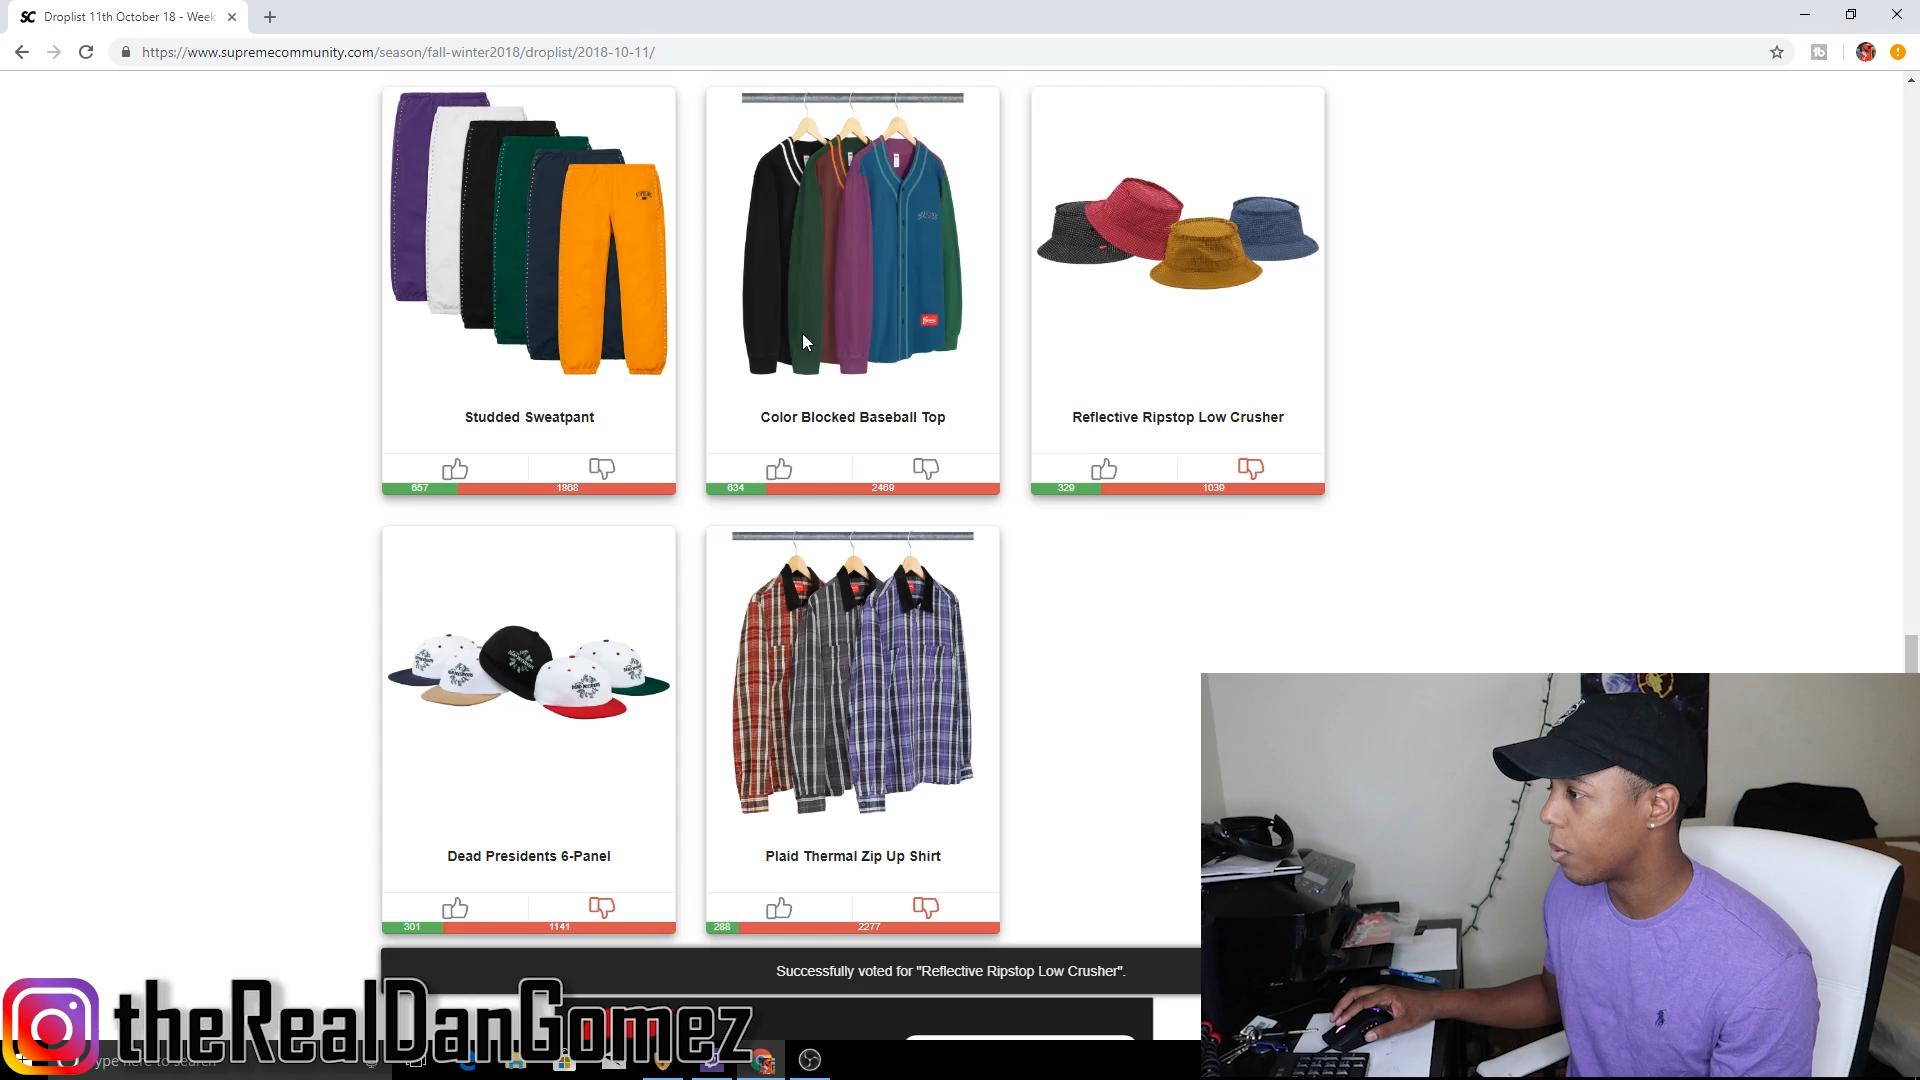 SC Droplist 11th October 18 - Week
https://www.supremecommunity.com/season/fall-winter2018/droplist/2018-10-11/
Studded Sweatpant
Color Blocked Baseball Top
Reflective Ripstop Low Crusher
657 1868
634 2469
329 1039
Dead Presidents 6-Panel
Plaid Thermal Zip Up Shirt
301 1141
288 2277
Successfully voted for "Reflective Ripstop Low Crusher".
theRealDanGomez
ype here to search